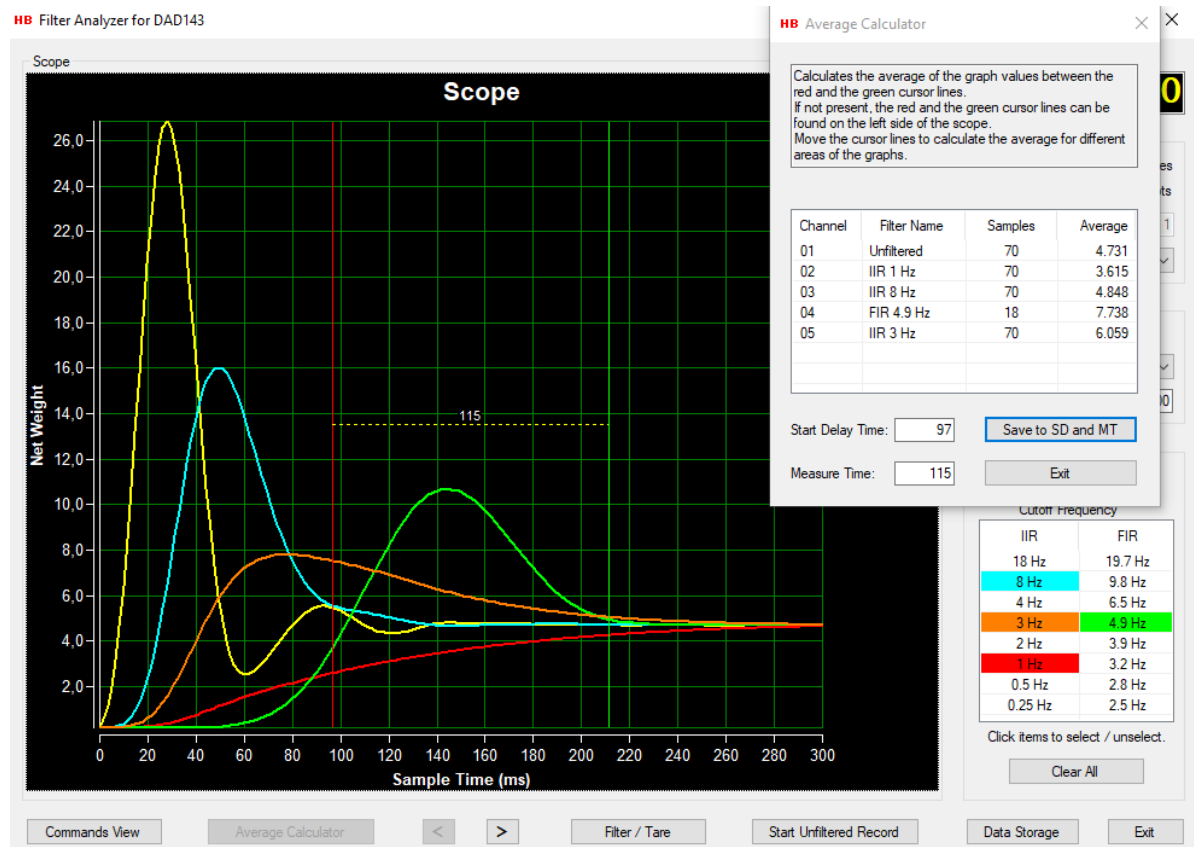 HB Filter Analyzer for DAD143
HB Average Calculator
Scope
Scope
Calculates the average of the graph values between the
red and the green cursor lines.
If not present, the red and the green cursor lines can be
found on the left side of the scope.
Move the cursor lines to calculate the average for different
areas of the graphs.
Channel Filter Name Samples Average
01 Unfiltered 70 4.731
02 IIR 1 Hz 70 3.615
03 IIR 8 Hz 70 4.848
04 FIR 4.9 Hz 18 7.738
05 IIR 3 Hz 70 6.059
Start Delay Time: 97 Save to SD and MT
Measure Time: 115 Exit
0
es
ts
1
00
26,0
24,0
22,0
20,0
18,0
16,0
14,0
12,0
10,0
8,0
6,0
4,0
2,0
Net Weight
115
0 20 40 60 80 100 120 140 160 180 200 220 240 260 280 300
Sample Time (ms)
Cutoff Frequency
IIR FIR
18 Hz 19.7 Hz
8 Hz 9.8 Hz
4 Hz 6.5 Hz
3 Hz 4.9 Hz
2 Hz 3.9 Hz
1 Hz 3.2 Hz
0.5 Hz 2.8 Hz
0.25 Hz 2.5 Hz
Click items to select / unselect.
Clear All
Commands View Average Calculator < > Filter / Tare Start Unfiltered Record Data Storage Exit